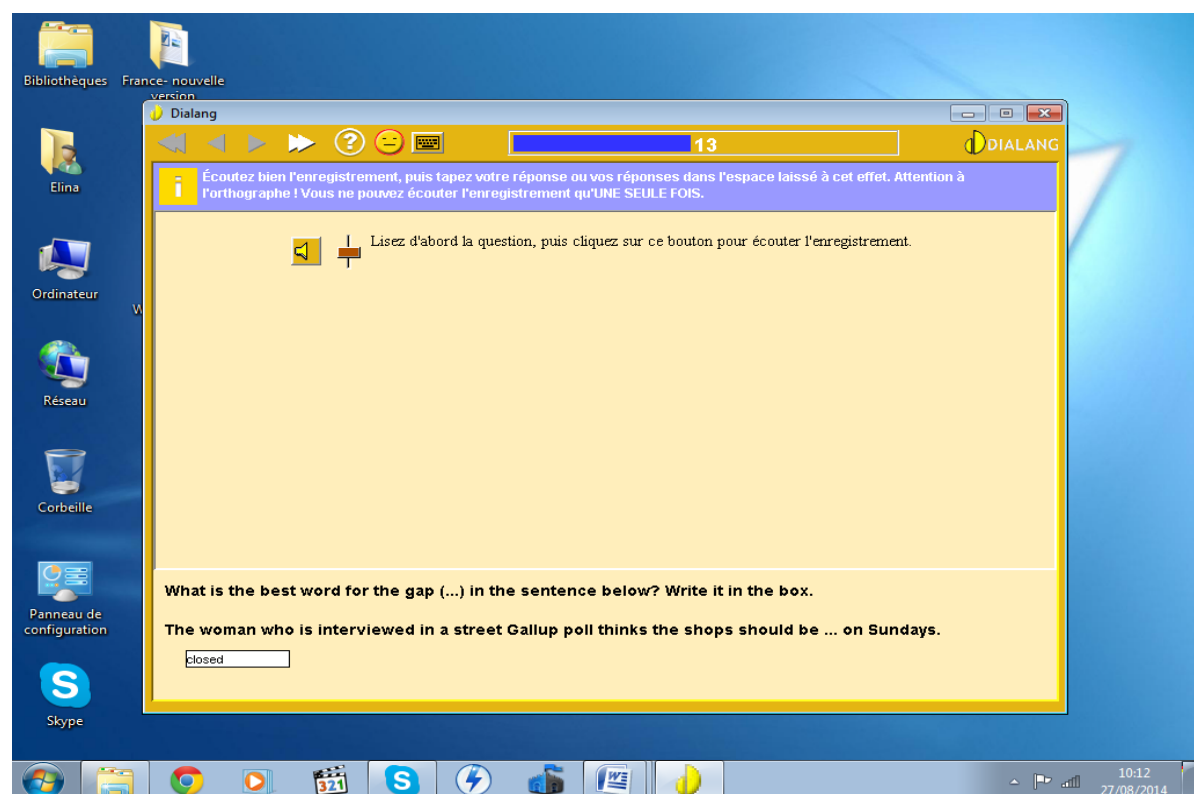 Bibliothèques
France- nouvelle
version
Dialang
13
DIALANG
Écoutez bien l'enregistrement, puis tapez votre réponse ou vos réponses dans l'espace laissé à cet effet. Attention à
l'orthographe ! Vous ne pouvez écouter l'enregistrement qu'UNE SEULE FOIS.
Elina
Lisez d'abord la question, puis cliquez sur ce bouton pour écouter l'enregistrement.
Ordinateur
W
Réseau
Corbeille
Panneau de
configuration
What is the best word for the gap (...) in the sentence below? Write it in the box.
The woman who is interviewed in a street Gallup poll thinks the shops should be ... on Sundays.
closed
S
Skype
321
S
W
10:12
27/08/2014